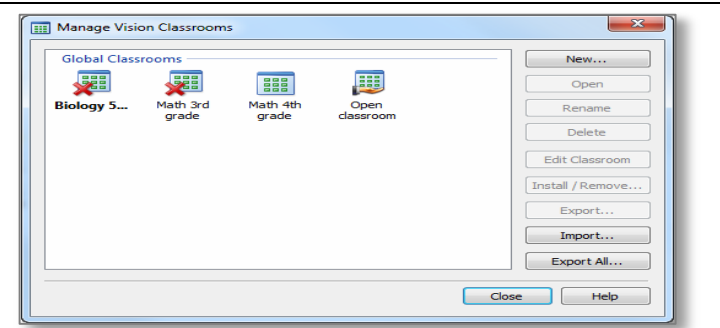 Manage Vision Classrooms
Global Classrooms
Biology 5...
Math 3rd
grade
Math 4th
grade
Open
classroom
New...
Open
Rename
Delete
Edit Classroom
Install / Remove...
Export...
Import...
Export All...
Close
Help